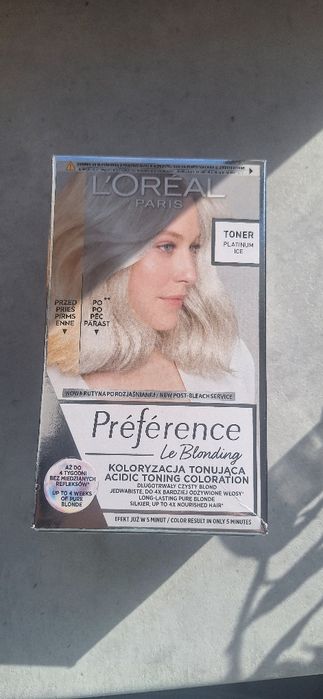 L'ORÉAL
PARIS
TONER
PLATINUM
ICE
PRZED
PRIEŠ
PIRMS
ENNE
PO**
PO
PĒC
PÄRAST
NOWA RUTYNA PO ROZJAŚNIANIU / NEW POST-BLEACH SERVICE
Préférence
Le Blonding
KOLORYZACJA TONUJĄCA
ACIDIC TONING COLORATION
DŁUGOTRWAŁY CZYSTY BLOND
JEDWABISTE, DO 4X BARDZIEJ ODŻYWIONE WŁOSY*
LONG-LASTING PURE BLONDE
SILKIER, UP TO 4X NOURISHED HAIR*
AŻ DO
4 TYGODNI
BEZ MIEDZIANYCH
REFLEKSÓW*
UP TO 4 WEEKS
OF PURE
BLONDE
EFEKT JUŻ W 5 MINUT / COLOR RESULT IN ONLY 5 MINUTES